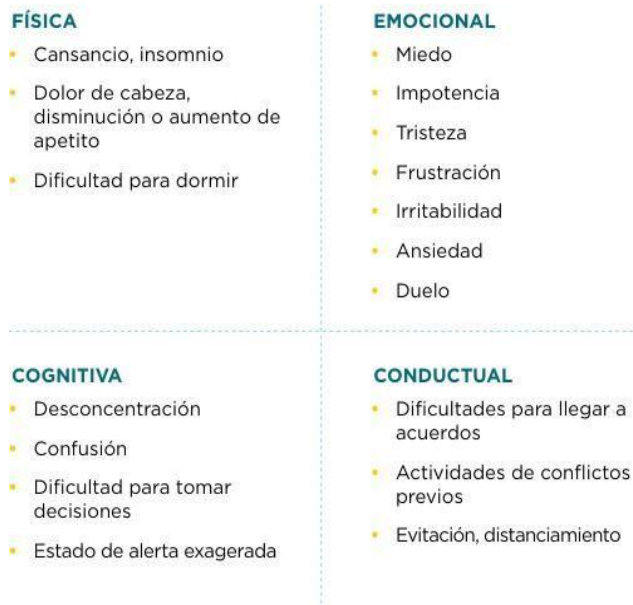 FÍSICA
• Cansancio, insomnio
• Dolor de cabeza,
disminución o aumento de
apetito
• Dificultad para dormir
EMOCIONAL
• Miedo
• Impotencia
• Tristeza
• Frustración
• Irritabilidad
• Ansiedad
• Duelo
COGNITIVA
• Desconcentración
• Confusión
• Dificultad para tomar
decisiones
• Estado de alerta exagerada
CONDUCTUAL
• Dificultades para llegar a
acuerdos
• Actividades de conflictos
previos
• Evitación, distanciamiento